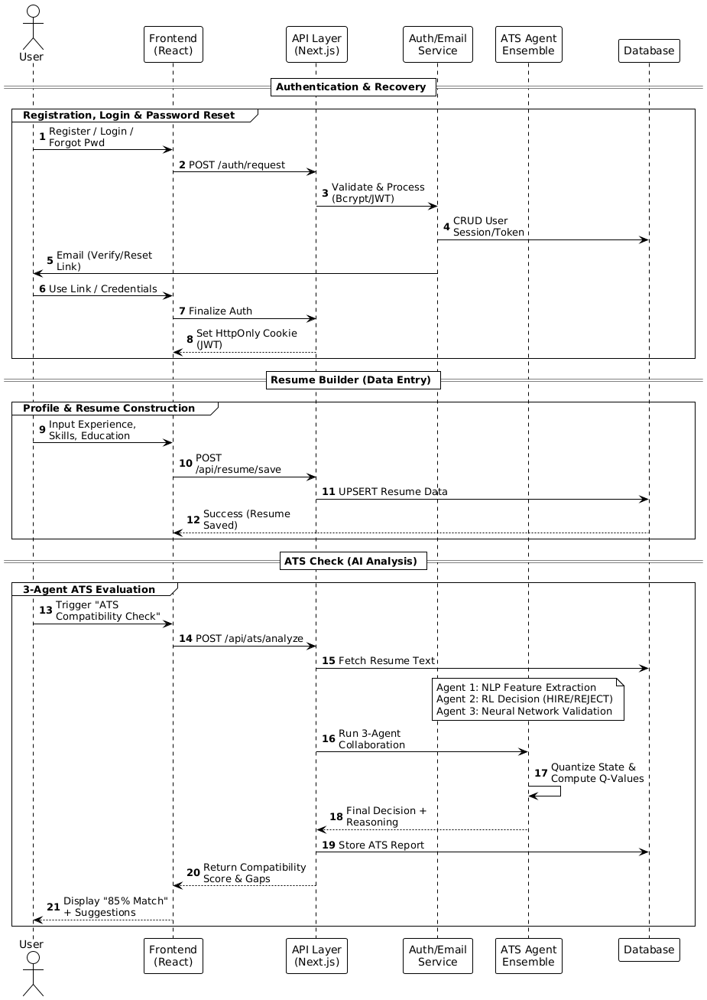 User
Frontend
(React)
API Layer
(Next.js)
Auth/Email
Service
ATS Agent
Ensemble
Database
Authentication & Recovery
Registration, Login & Password Reset
1 Register / Login /
Forgot Pwd
2 POST /auth/request
3 Validate & Process
(Bcrypt/JWT)
4 CRUD User
Session/Token
5 Email (Verify/Reset
Link)
6 Use Link / Credentials
7 Finalize Auth
8 Set HttpOnly Cookie
(JWT)
Resume Builder (Data Entry)
Profile & Resume Construction
9 Input Experience,
Skills, Education
10 POST
/api/resume/save
11 UPSERT Resume Data
12 Success (Resume
Saved)
ATS Check (AI Analysis)
3-Agent ATS Evaluation
13 Trigger "ATS
Compatibility Check"
14 POST /api/ats/analyze
15 Fetch Resume Text
Agent 1: NLP Feature Extraction
Agent 2: RL Decision (HIRE/REJECT)
Agent 3: Neural Network Validation
16 Run 3-Agent
Collaboration
17 Quantize State &
Compute Q-Values
18 Final Decision +
Reasoning
19 Store ATS Report
20 Return Compatibility
Score & Gaps
21 Display "85% Match"
+ Suggestions
User
Frontend
(React)
API Layer
(Next.js)
Auth/Email
Service
ATS Agent
Ensemble
Database